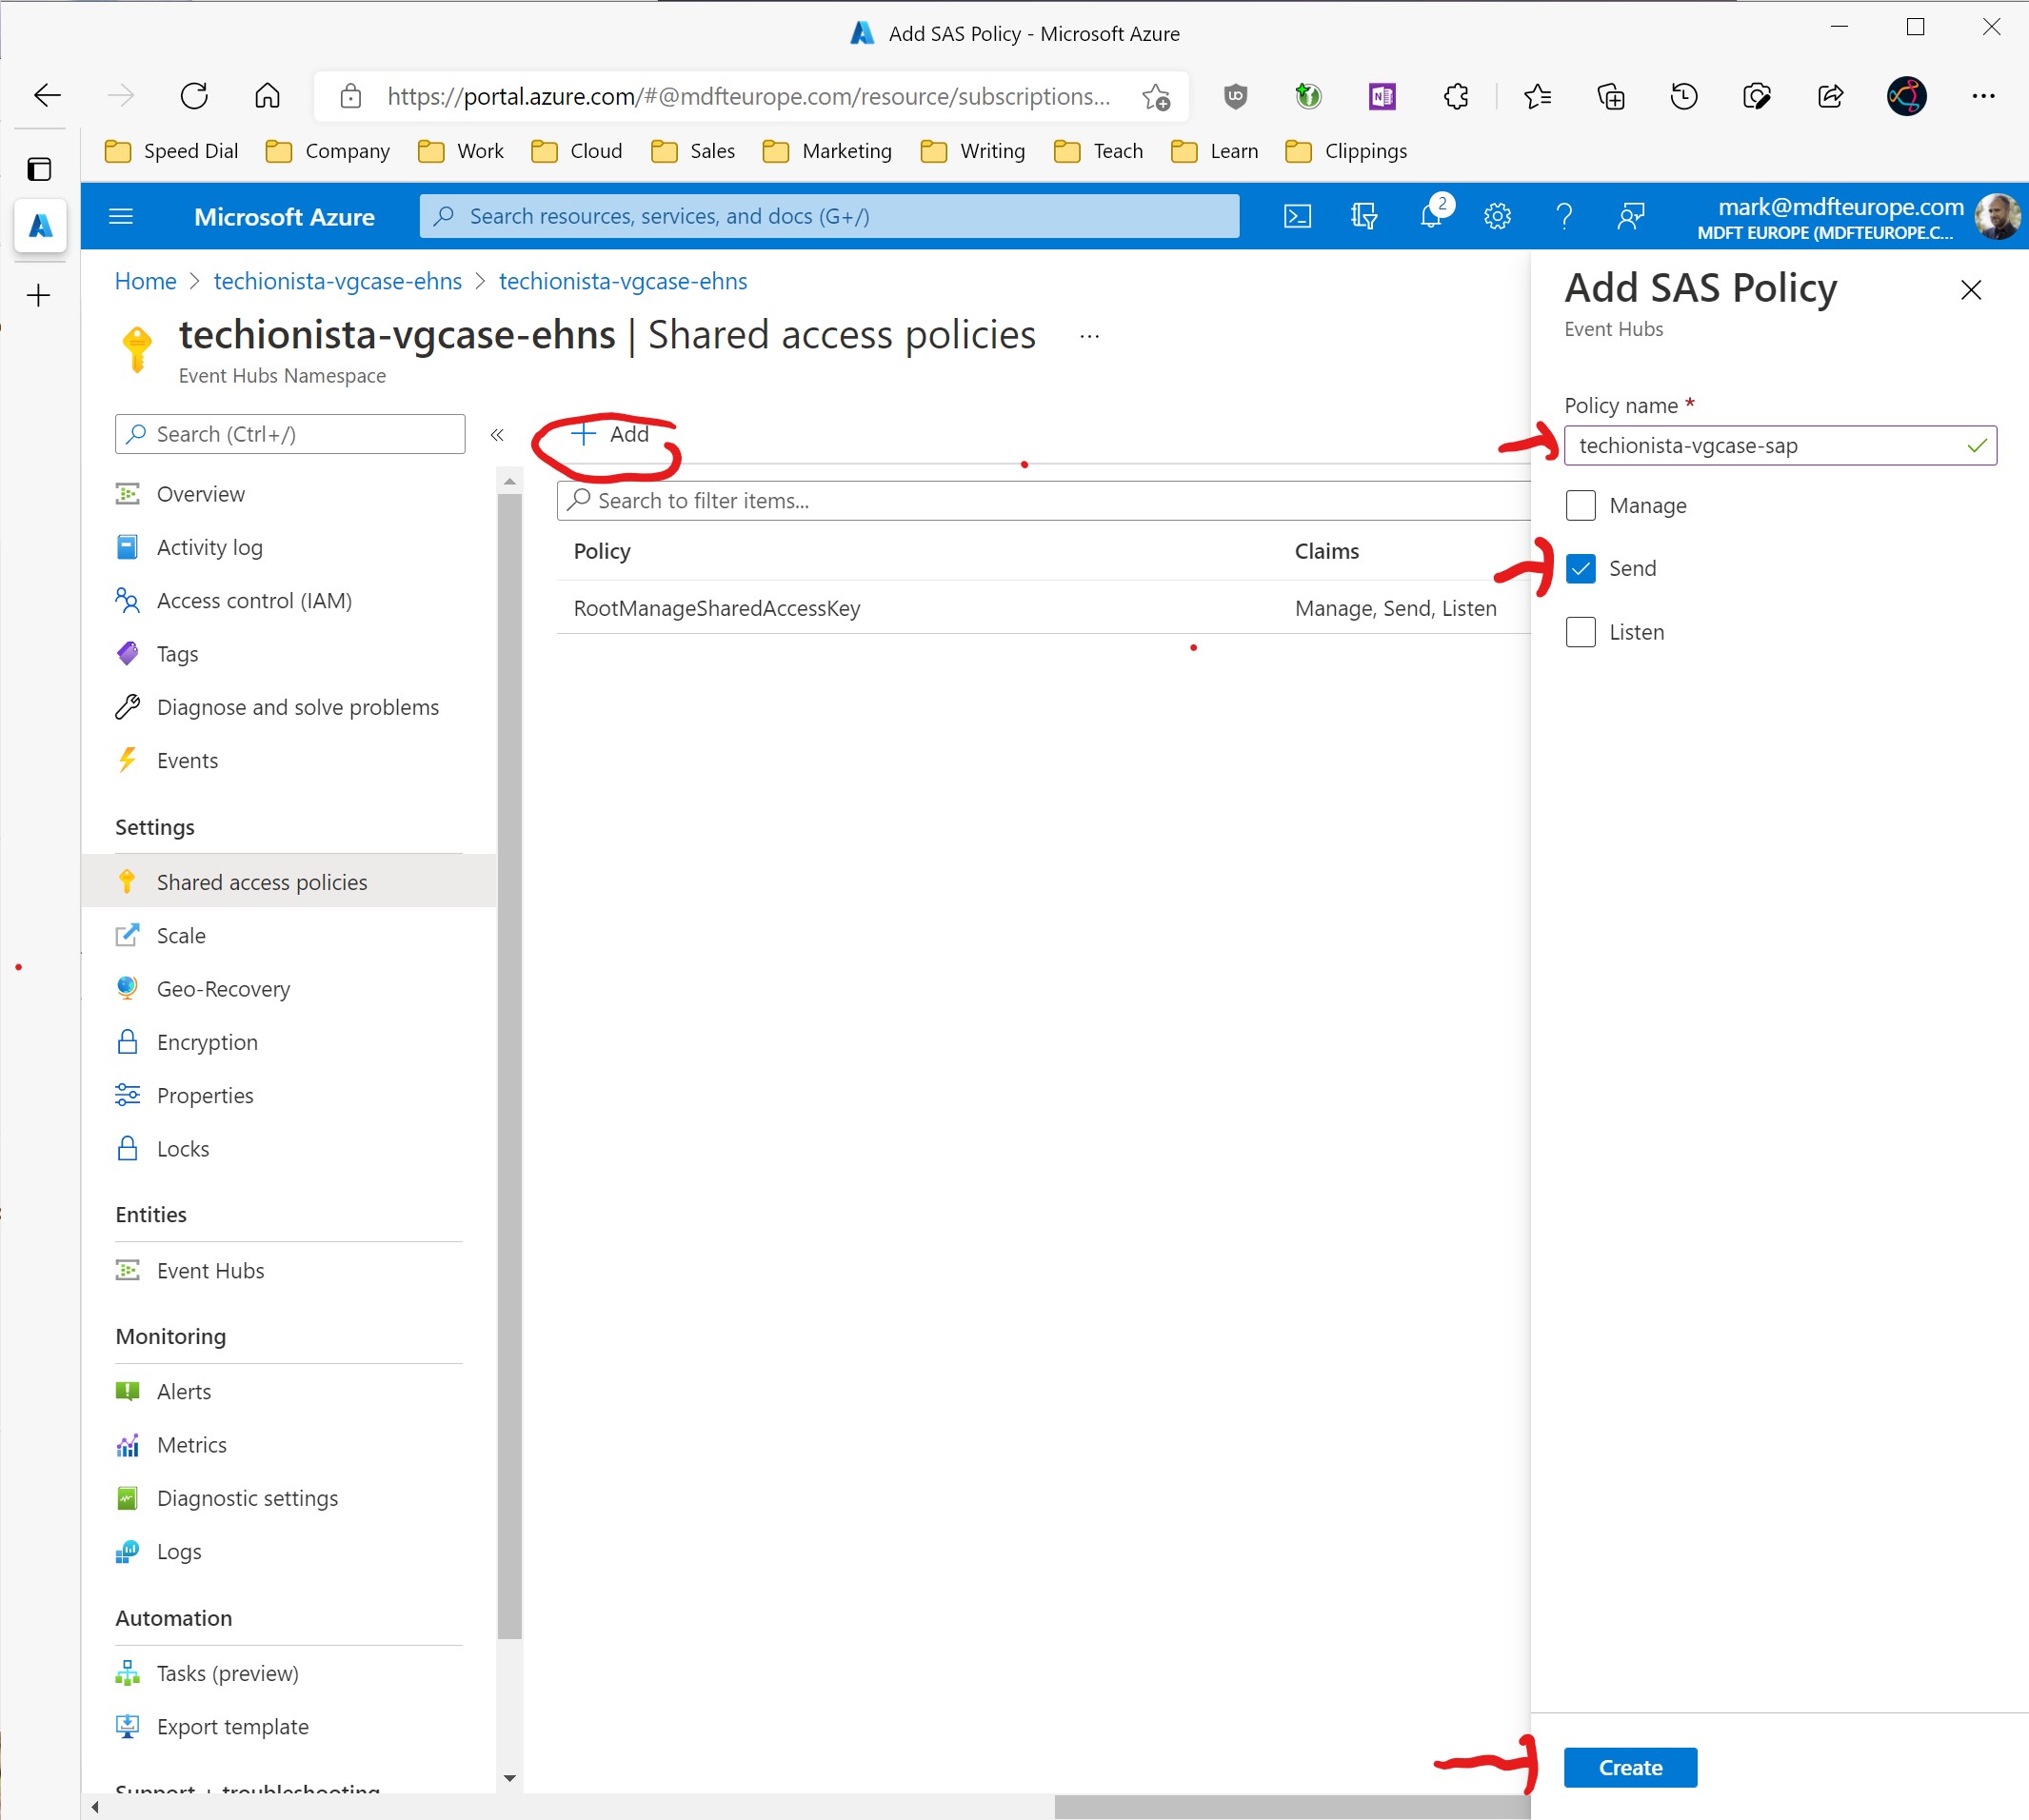 Add SAS Policy - Microsoft Azure
https://portal.azure.com/#@mdfteurope.com/resource/subscriptions...
Speed Dial Company Work Cloud Sales Marketing Writing Teach Learn Clippings
Microsoft Azure
Search resources, services, and docs (G+/)
2
mark@mdfteurope.com
MDFT EUROPE (MDFTEUROPE.C...
Home > techionista-vgcase-ehns > techionista-vgcase-ehns
techionista-vgcase-ehns | Shared access policies ...
Event Hubs Namespace
Search (Ctrl+/)
«
Overview
Activity log
Access control (IAM)
Tags
Diagnose and solve problems
Events
Settings
Shared access policies
Scale
Geo-Recovery
Encryption
Properties
Locks
Entities
Event Hubs
Monitoring
Alerts
Metrics
Diagnostic settings
Logs
Automation
Tasks (preview)
Export template
Support + troubleshooting
+ Add
Search to filter items...
Policy Claims
RootManageSharedAccessKey Manage, Send, Listen
Add SAS Policy
Event Hubs
Policy name *
techionista-vgcase-sap
Manage
Send
Listen
Create